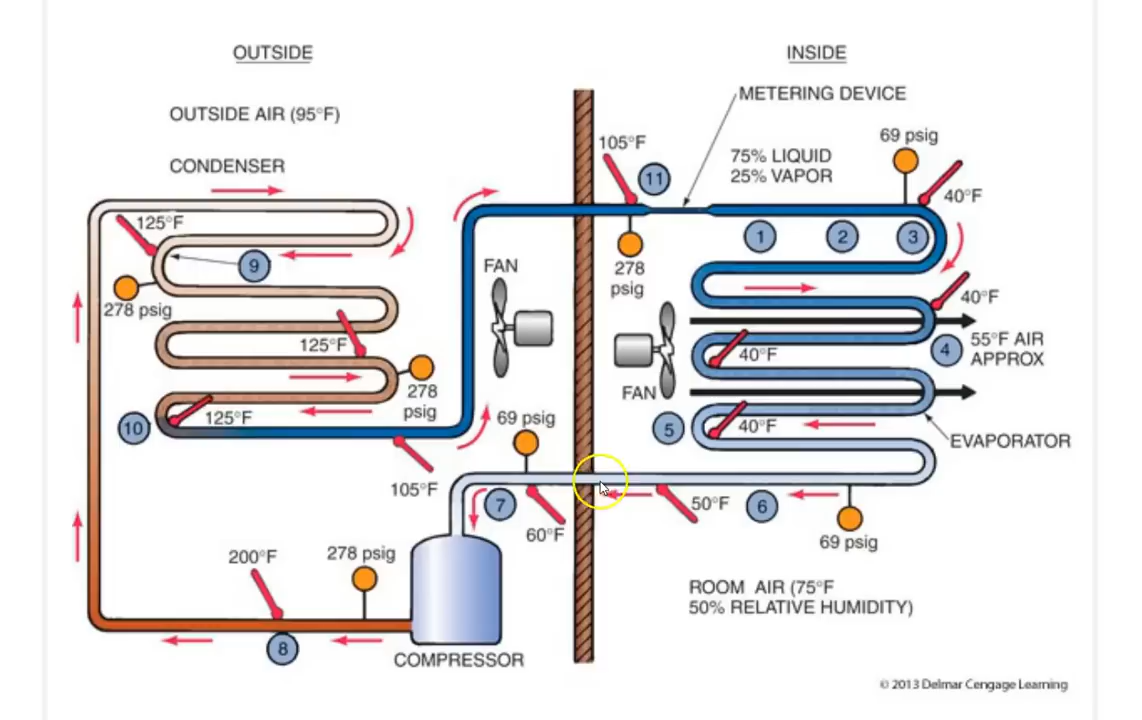 OUTSIDE
INSIDE
OUTSIDE AIR (95°F)
METERING DEVICE
CONDENSER
105°F
11
75% LIQUID
25% VAPOR
69 psig
40°F
125°F
9
278 psig
278
psig
1
2
3
FAN
40°F
125°F
40°F
4
55°F AIR
APPROX
FAN
278
psig
10
125°F
69 psig
5
40°F
EVAPORATOR
105°F
7
60°F
50°F
6
69 psig
200°F
278 psig
8
COMPRESSOR
ROOM AIR (75°F
50% RELATIVE HUMIDITY)
© 2013 Delmar Cengage Learning